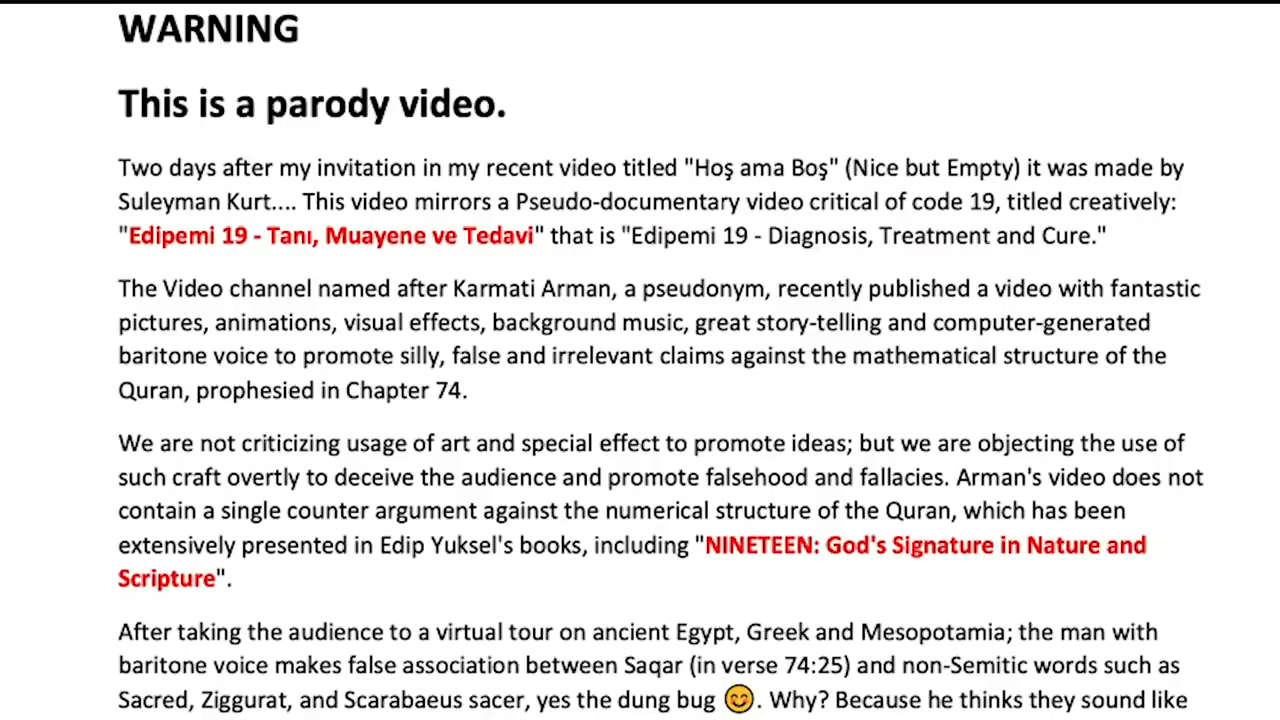 WARNING
This is a parody video.
Two days after my invitation in my recent video titled "Hoş ama Boş" (Nice but Empty) it was made by
Suleyman Kurt.... This video mirrors a Pseudo-documentary video critical of code 19, titled creatively:
"Edipemi 19 - Tanı, Muayene ve Tedavi" that is "Edipemi 19 - Diagnosis, Treatment and Cure."
The Video channel named after Karmati Arman, a pseudonym, recently published a video with fantastic
pictures, animations, visual effects, background music, great story-telling and computer-generated
baritone voice to promote silly, false and irrelevant claims against the mathematical structure of the
Quran, prophesied in Chapter 74.
We are not criticizing usage of art and special effect to promote ideas; but we are objecting the use of
such craft overtly to deceive the audience and promote falsehood and fallacies. Arman's video does not
contain a single counter argument against the numerical structure of the Quran, which has been
extensively presented in Edip Yuksel's books, including "NINETEEN: God's Signature in Nature and
Scripture".
After taking the audience to a virtual tour on ancient Egypt, Greek and Mesopotamia; the man with
baritone voice makes false association between Saqar (in verse 74:25) and non-Semitic words such as
Sacred, Ziggurat, and Scarabaeus sacer, yes the dung bug 😊. Why? Because he thinks they sound like